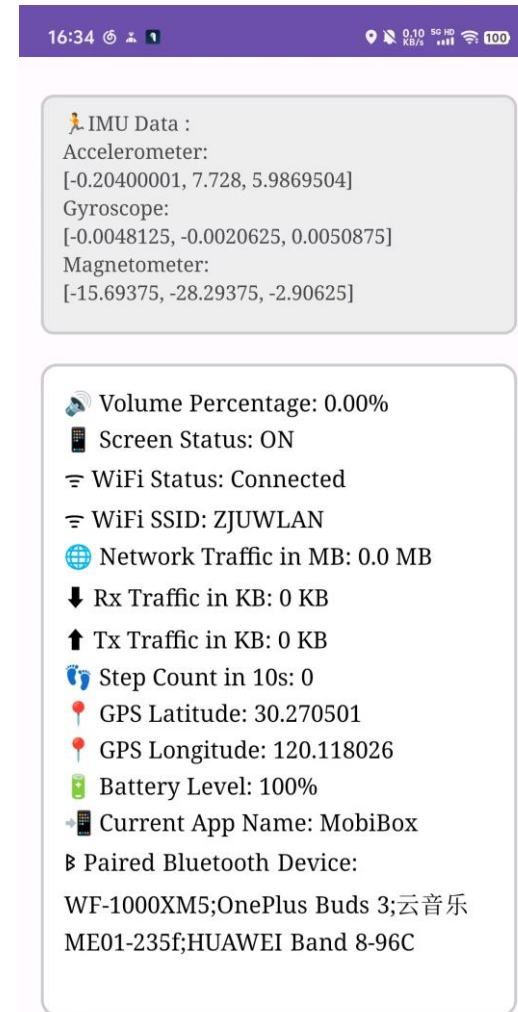 16:34
0.10 KB/s 5G HD 100
🏃IMU Data :
Accelerometer:
[-0.20400001, 7.728, 5.9869504]
Gyroscope:
[-0.0048125, -0.0020625, 0.0050875]
Magnetometer:
[-15.69375, -28.29375, -2.90625]
🔊 Volume Percentage: 0.00%
📱 Screen Status: ON
WiFi Status: Connected
WiFi SSID: ZJUWLAN
🌐 Network Traffic in MB: 0.0 MB
⬇ Rx Traffic in KB: 0 KB
⬆ Tx Traffic in KB: 0 KB
👣 Step Count in 10s: 0
📍 GPS Latitude: 30.270501
📍 GPS Longitude: 120.118026
🔋 Battery Level: 100%
📲 Current App Name: MobiBox
Paired Bluetooth Device:
WF-1000XM5;OnePlus Buds 3;云音乐
ME01-235f;HUAWEI Band 8-96C